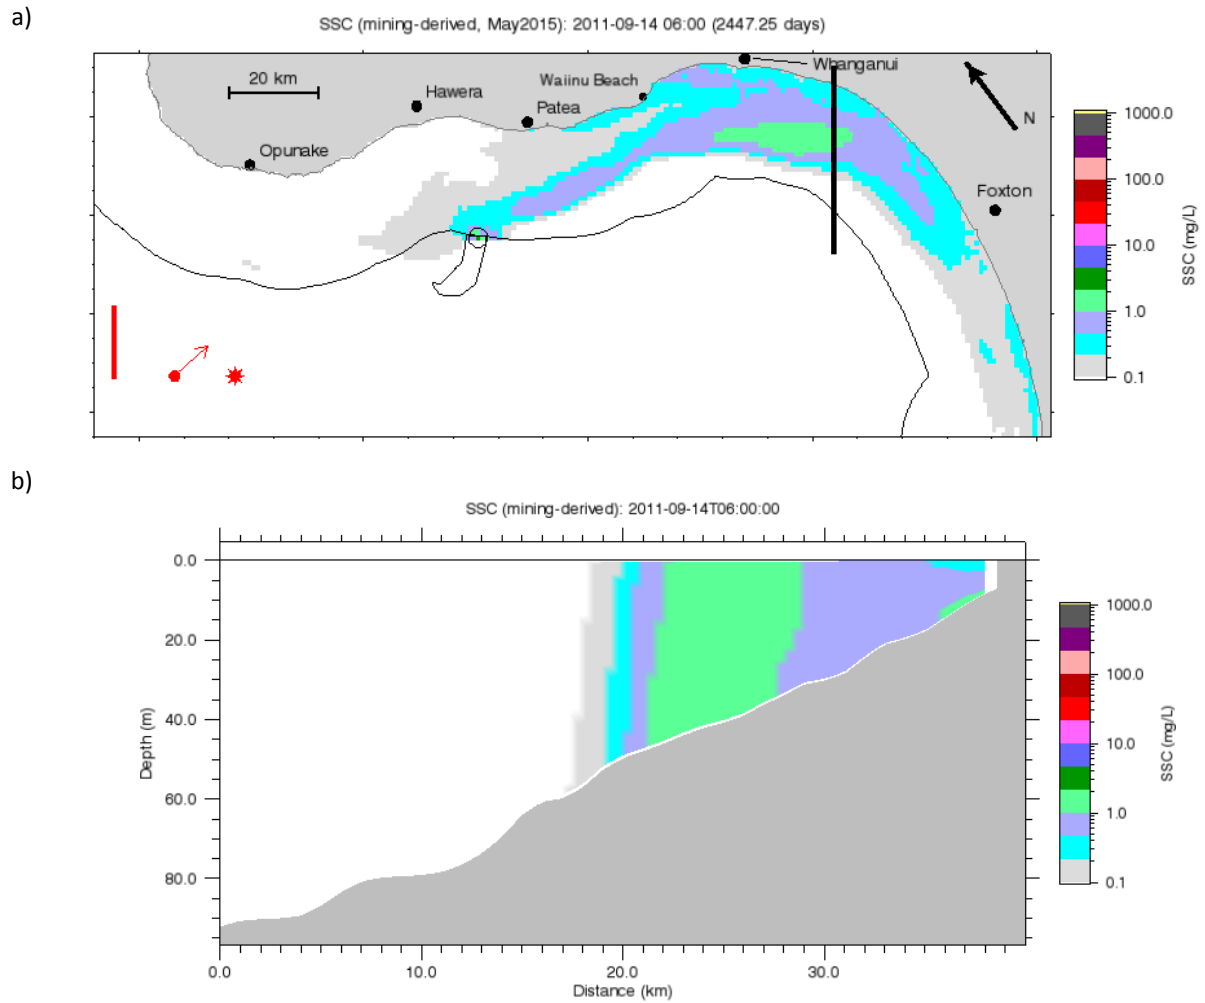 a)
SSC (mining-derived, May2015): 2011-09-14 06:00 (2447.25 days)
20 km
Whanganui
Waiinu Beach
Hawera
Patea
N
Opunake
Foxton
1000.0
100.0
10.0
1.0
0.1
SSC (mg/L)
b)
SSC (mining-derived): 2011-09-14T06:00:00
0.0
20.0
40.0
60.0
80.0
Depth (m)
0.0
10.0
20.0
30.0
Distance (km)
1000.0
100.0
10.0
1.0
0.1
SSC (mg/L)